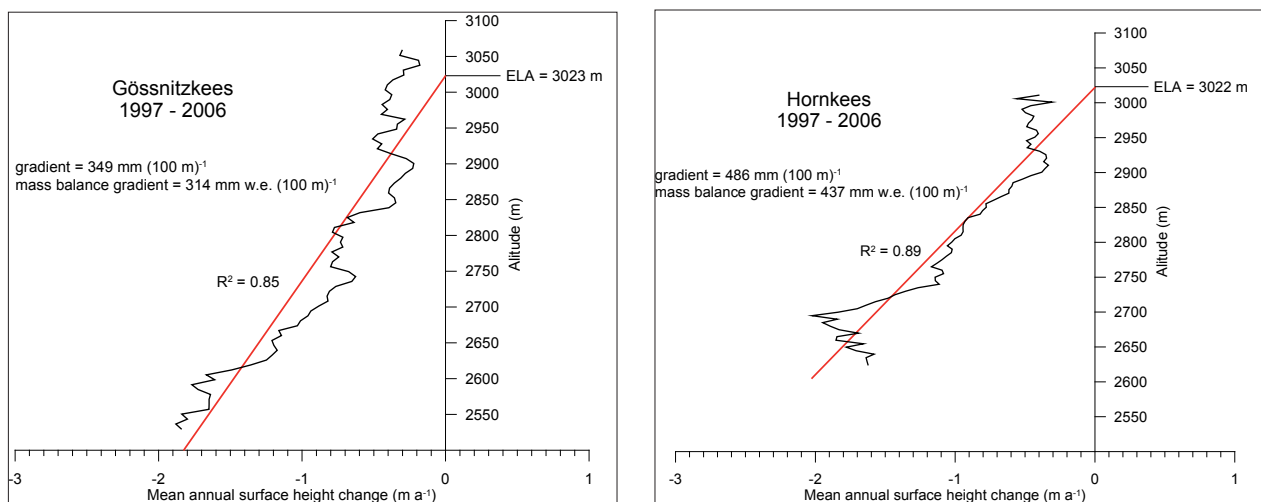 Gössnitzkees
1997 - 2006
gradient = 349 mm (100 m)-1
mass balance gradient = 314 mm w.e. (100 m)-1
R² = 0.85
ELA = 3023 m
3100
3050
3000
2950
2900
2850
2800
2750
2700
2650
2600
2550
Alitude (m)
-3 -2 -1 0 1
Mean annual surface height change (m a-1)
Hornkees
1997 - 2006
gradient = 486 mm (100 m)-1
mass balance gradient = 437 mm w.e. (100 m)-1
R² = 0.89
ELA = 3022 m
3100
3050
3000
2950
2900
2850
2800
2750
2700
2650
2600
2550
Alitude (m)
-3 -2 -1 0 1
Mean annual surface height change (m a-1)